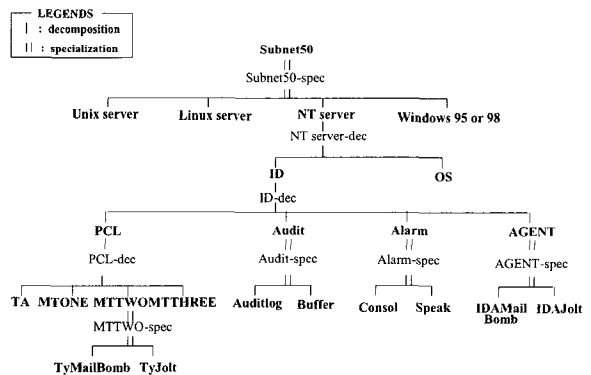 LEGENDS
| : decomposition
|| : specialization
Subnet50
Subnet50-spec
Unix server Linux server NT server Windows 95 or 98
NT server-dec
ID OS
ID-dec
PCL Audit Alarm AGENT
PCL-dec Audit-spec Alarm-spec AGENT-spec
TA MTONE MTTWOMTTHREE Auditlog Buffer Consol Speak IDAMail IDAJolt
Bomb
MTTWO-spec
TyMailBomb TyJolt